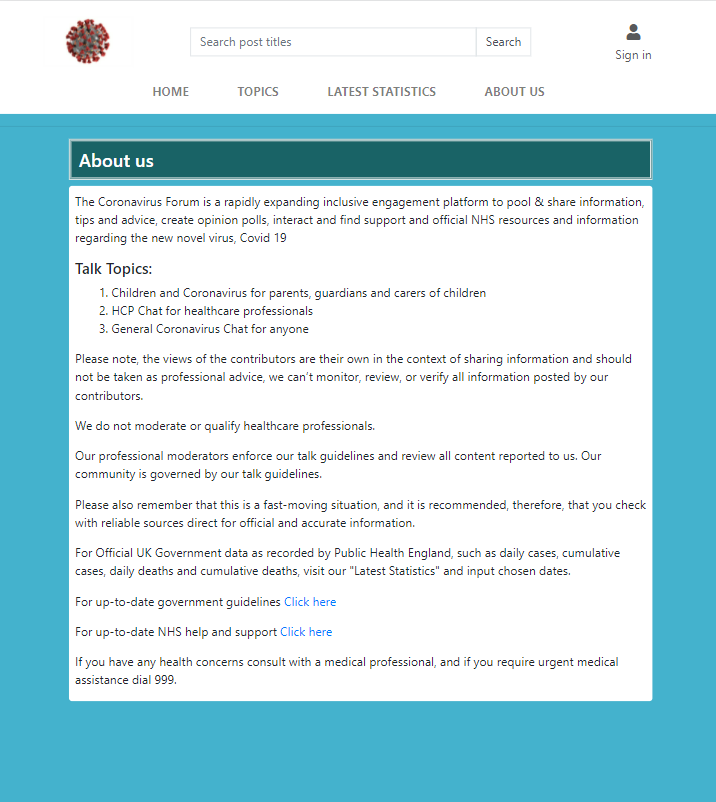 Search post titles
Search
Sign in
HOME
TOPICS
LATEST STATISTICS
ABOUT US
About us
The Coronavirus Forum is a rapidly expanding inclusive engagement platform to pool & share information,
tips and advice, create opinion polls, interact and find support and official NHS resources and information
regarding the new novel virus, Covid 19
Talk Topics:
1. Children and Coronavirus for parents, guardians and carers of children
2. HCP Chat for healthcare professionals
3. General Coronavirus Chat for anyone
Please note, the views of the contributors are their own in the context of sharing information and should
not be taken as professional advice, we can't monitor, review, or verify all information posted by our
contributors.
We do not moderate or qualify healthcare professionals.
Our professional moderators enforce our talk guidelines and review all content reported to us. Our
community is governed by our talk guidelines.
Please also remember that this is a fast-moving situation, and it is recommended, therefore, that you check
with reliable sources direct for official and accurate information.
For Official UK Government data as recorded by Public Health England, such as daily cases, cumulative
cases, daily deaths and cumulative deaths, visit our "Latest Statistics" and input chosen dates.
For up-to-date government guidelines Click here
For up-to-date NHS help and support Click here
If you have any health concerns consult with a medical professional, and if you require urgent medical
assistance dial 999.